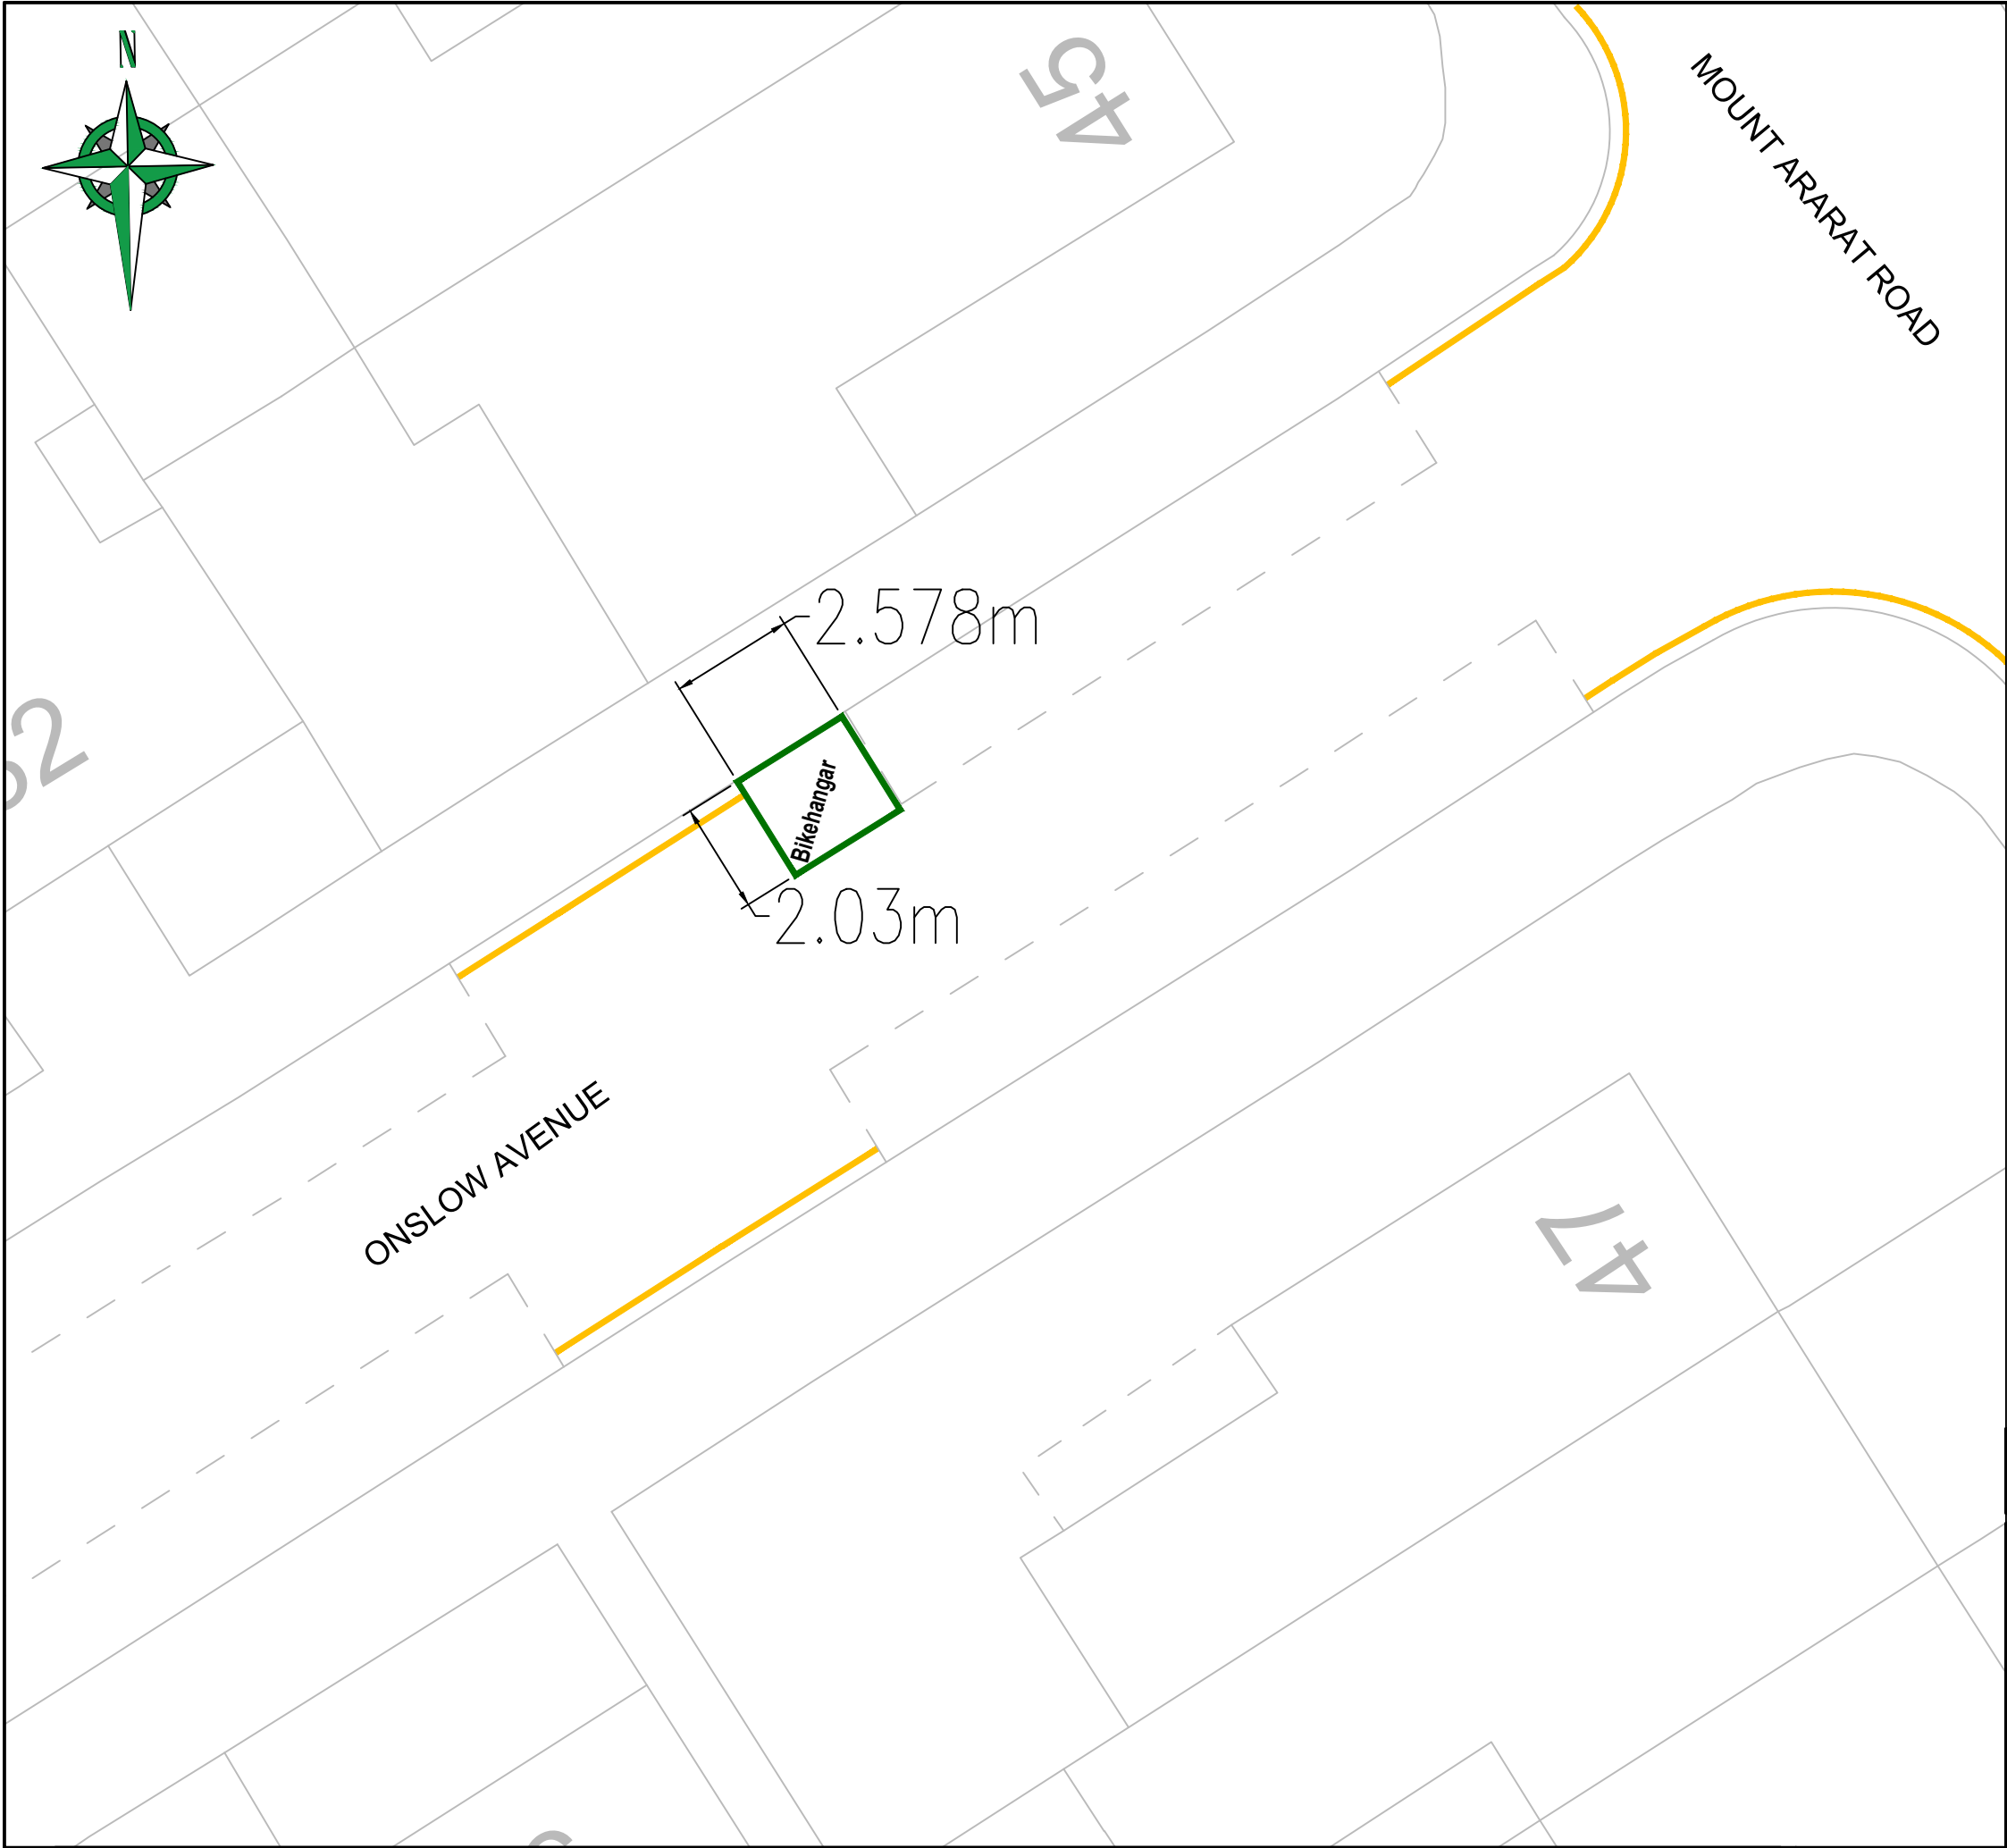 N
45
MOUNT ARARAT ROAD
2.578m
Bikehangar
2.03m
ONSLOW AVENUE
47